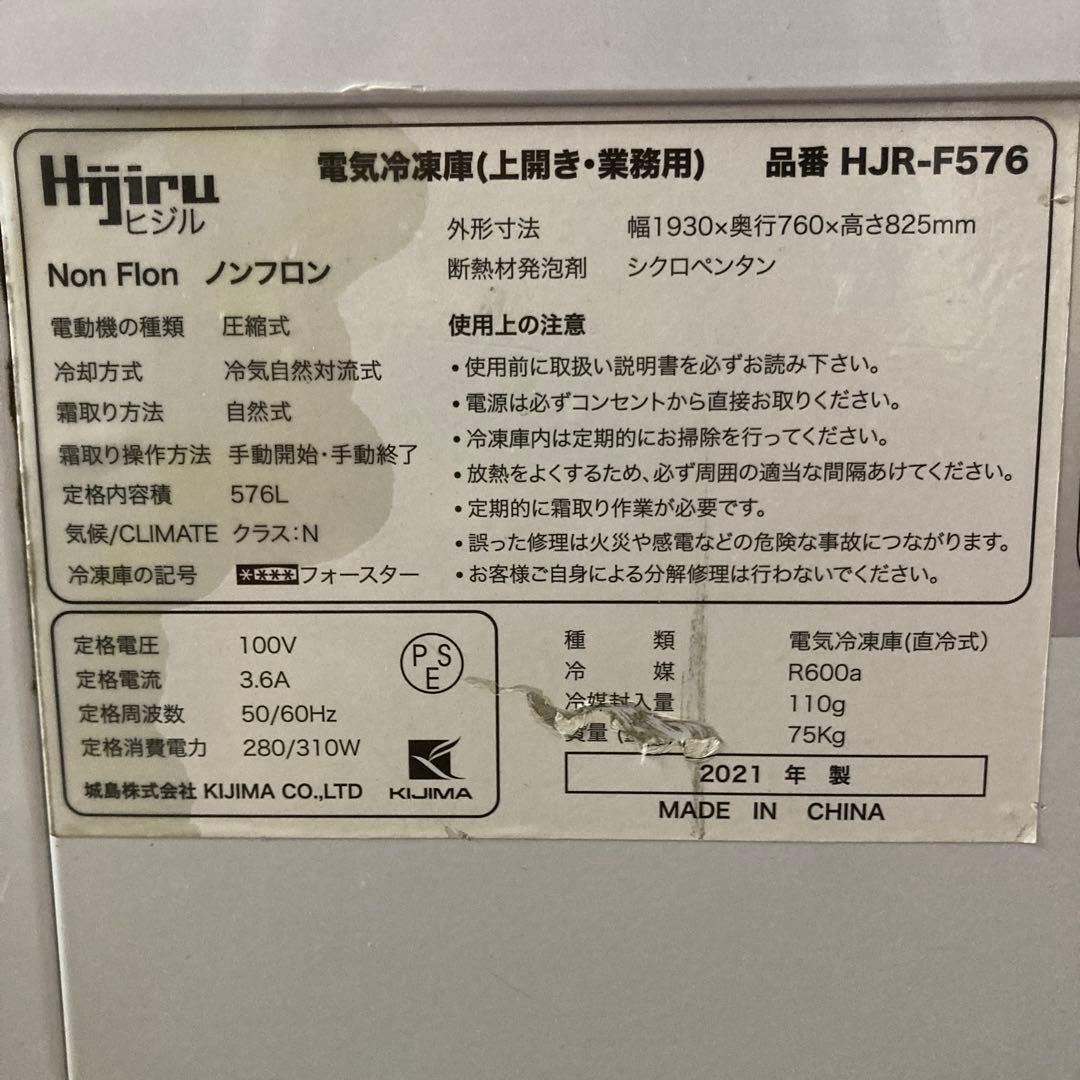 Hijiru
ヒジル
電気冷凍庫(上開き・業務用) 品番 HJR-F576
Non Flon ノンフロン
電動機の種類 圧縮式
冷却方式 冷気自然対流式
霜取り方法 自然式
霜取り操作方法 手動開始・手動終了
定格内容積 576L
気候/CLIMATE クラス:N
冷凍庫の記号 ****フォースター
外形寸法 幅1930×奥行760×高さ825mm
断熱材発泡剤 シクロペンタン
使用上の注意
・使用前に取扱い説明書を必ずお読み下さい。
・電源は必ずコンセントから直接お取りください。
・冷凍庫内は定期的にお掃除を行ってください。
・放熱をよくするため、必ず周囲の適当な間隔あけてください。
・定期的に霜取り作業が必要です。
・誤った修理は火災や感電などの危険な事故につながります。
・お客様ご自身による分解修理は行わないでください。
定格電圧 100V
定格電流 3.6A
定格周波数 50/60Hz
定格消費電力 280/310W
城島株式会社 KIJIMA CO.,LTD
PSE
KIJIMA
種類 電気冷凍庫(直冷式)
冷媒 R600a
冷媒封入量 110g
質量 75Kg
2021 年 製
MADE IN CHINA